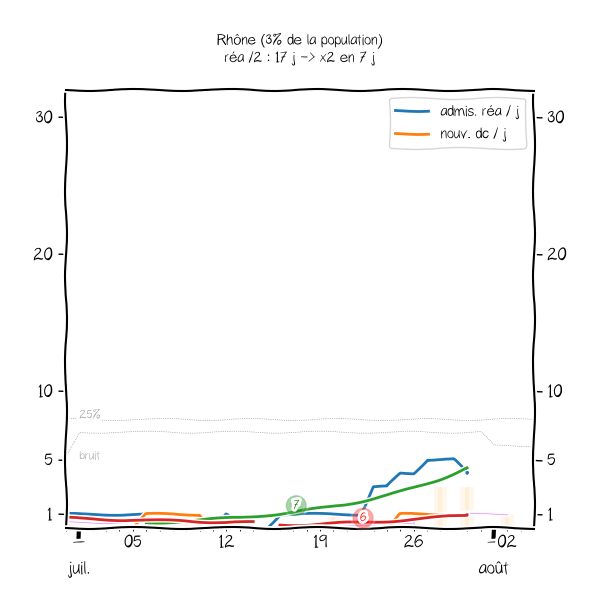 Rhône (3% de la population)
réa /2 : 17 j -> x2 en 7 j
admis. réa / j
nouv. dc / j
30
30
20
20
10
10
25%
bruit
5
5
7
6
1
1
05
12
19
26
02
juil.
août